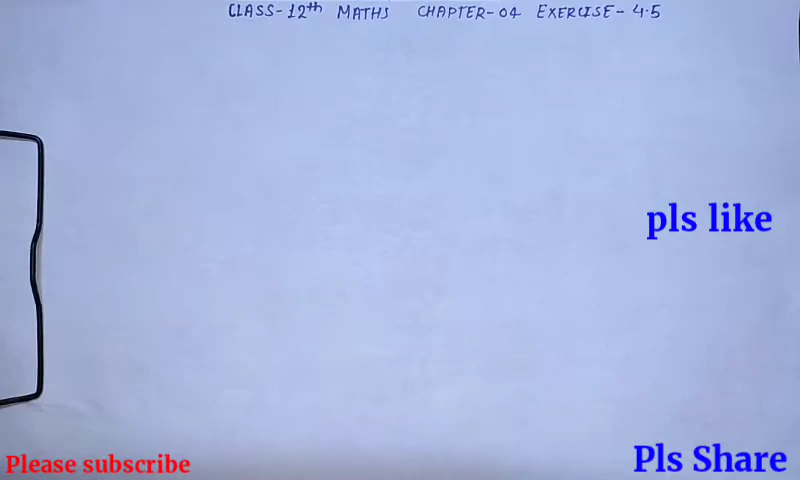 CLASS-12th MATHS CHAPTER-04 EXERCISE-4.5
pls like
Please subscribe
Pls Share